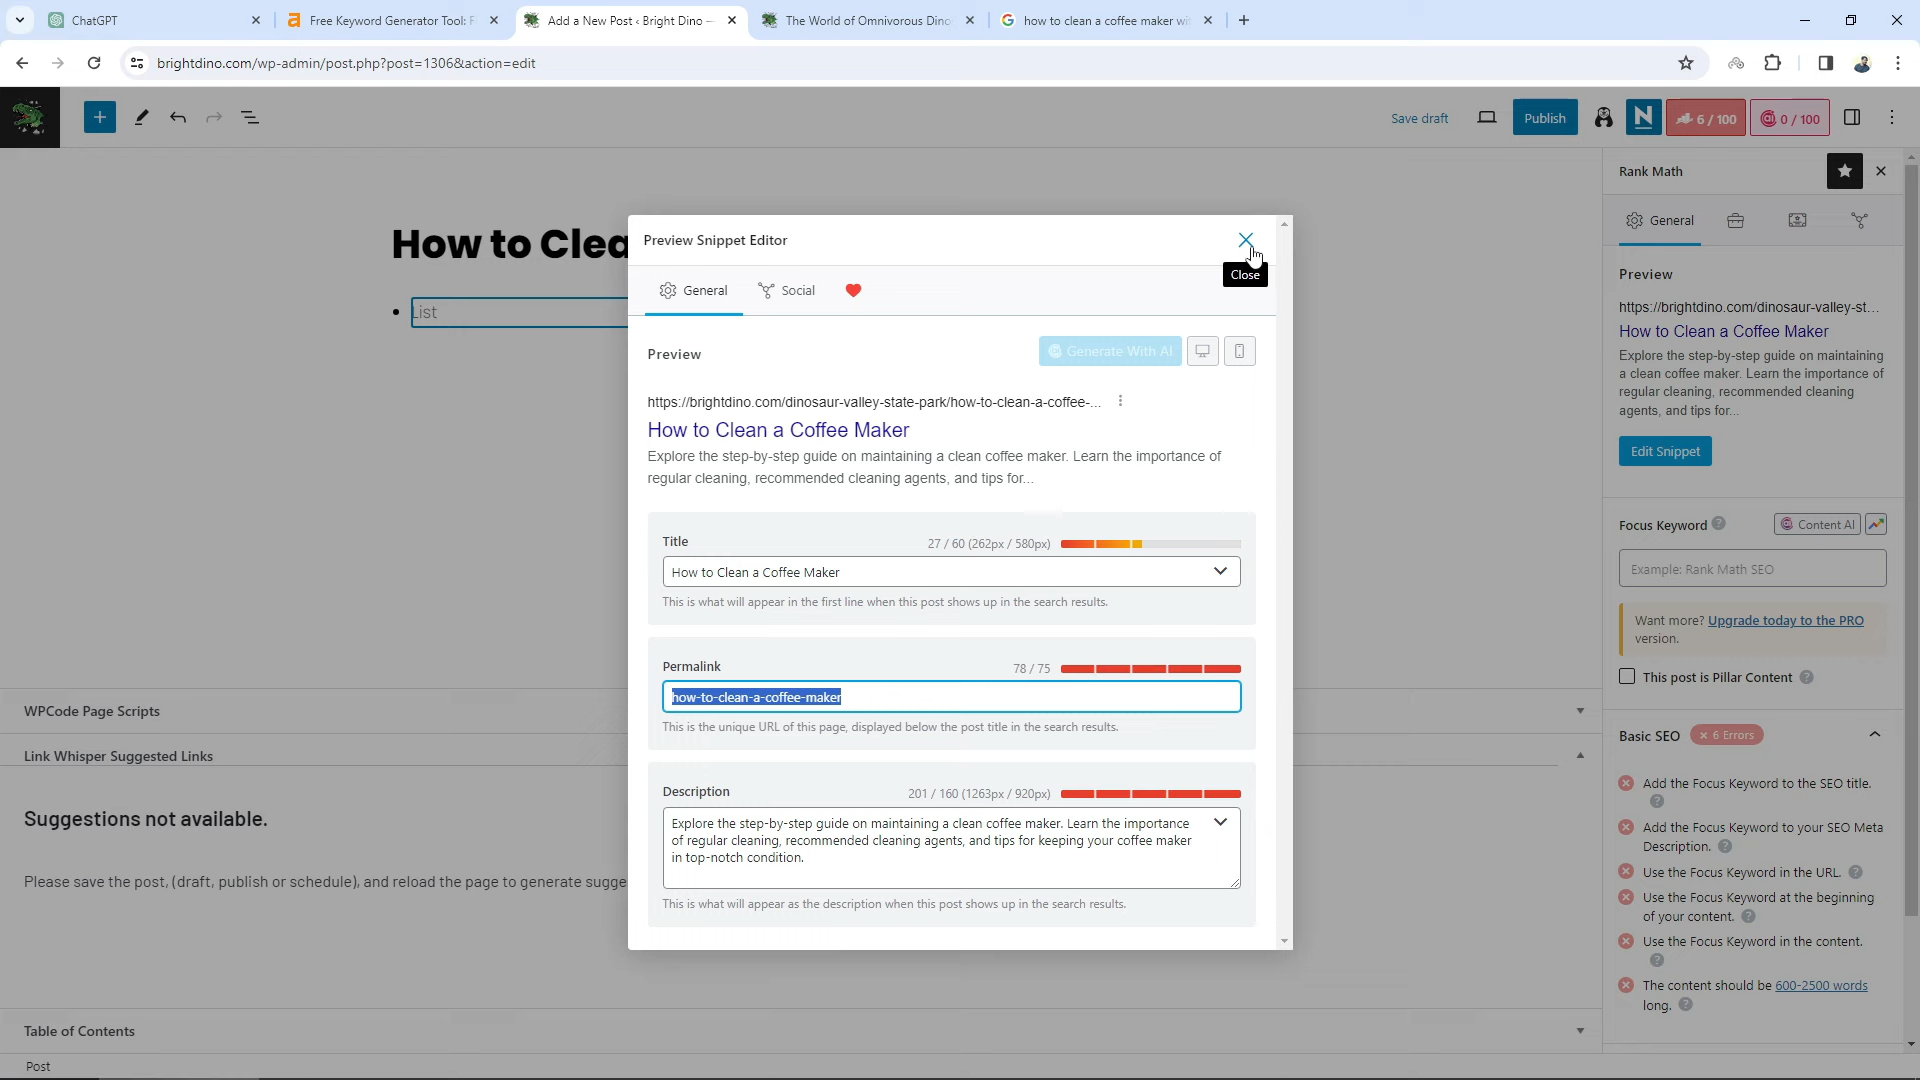 ChatGPT
Free Keyword Generator Tool: F
Add a New Post ‹ Bright Dino —
The World of Omnivorous Dino
how to clean a coffee maker wi
brightdino.com/wp-admin/post.php?post=1306&action=edit
Save draft
Publish
N
6 / 100
0 / 100
How to Clea
List
WPCode Page Scripts
Link Whisper Suggested Links
Suggestions not available.
Please save the post, (draft, publish or schedule), and reload the page to generate sugge
Table of Contents
Post
Preview Snippet Editor
Close
General
Social
Preview
Generate With AI
https://brightdino.com/dinosaur-valley-state-park/how-to-clean-a-coffee-...
How to Clean a Coffee Maker
Explore the step-by-step guide on maintaining a clean coffee maker. Learn the importance of
regular cleaning, recommended cleaning agents, and tips for...
Title
27 / 60 (262px / 580px)
How to Clean a Coffee Maker
This is what will appear in the first line when this post shows up in the search results.
Permalink
78 / 75
how-to-clean-a-coffee-maker
This is the unique URL of this page, displayed below the post title in the search results.
Description
201 / 160 (1263px / 920px)
Explore the step-by-step guide on maintaining a clean coffee maker. Learn the importance
of regular cleaning, recommended cleaning agents, and tips for keeping your coffee maker
in top-notch condition.
This is what will appear as the description when this post shows up in the search results.
Rank Math
General
Preview
https://brightdino.com/dinosaur-valley-st...
How to Clean a Coffee Maker
Explore the step-by-step guide on maintaining
a clean coffee maker. Learn the importance of
regular cleaning, recommended cleaning
agents, and tips for...
Edit Snippet
Focus Keyword
Content AI
Example: Rank Math SEO
Want more? Upgrade today to the PRO
version.
This post is Pillar Content
Basic SEO
× 6 Errors
Add the Focus Keyword to the SEO title.
Add the Focus Keyword to your SEO Meta
Description.
Use the Focus Keyword in the URL.
Use the Focus Keyword at the beginning
of your content.
Use the Focus Keyword in the content.
The content should be 600-2500 words
long.